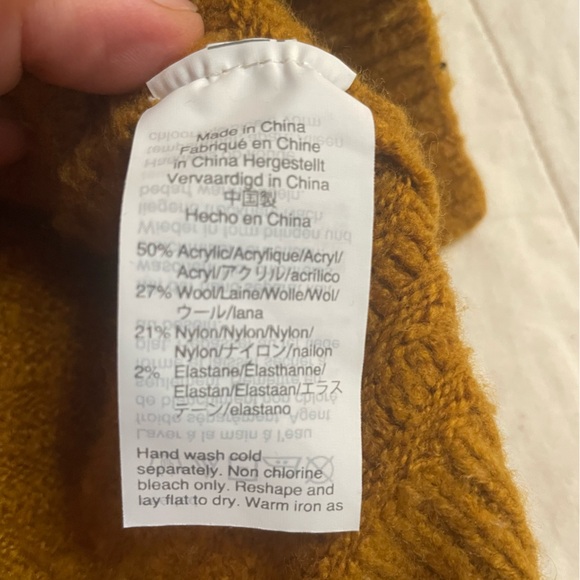 Made in China
Fabriqué en Chine
in China Hergestellt
Vervaardigd in China
中国製
Hecho en China
50% Acrylic/Acrylique/Acryl/
Acryl/アクリル/acrílico
27% Wool/Laine/Wolle/Wol/
ウール/lana
21% Nylon/Nylon/Nylon/
Nylon/ナイロン/nailon
2% Elastane/Élasthanne/
Elastan/Elastaan/エラス
テーン/elastano
Hand wash cold
separately. Non chlorine
bleach only. Reshape and
lay flat to dry. Warm iron as